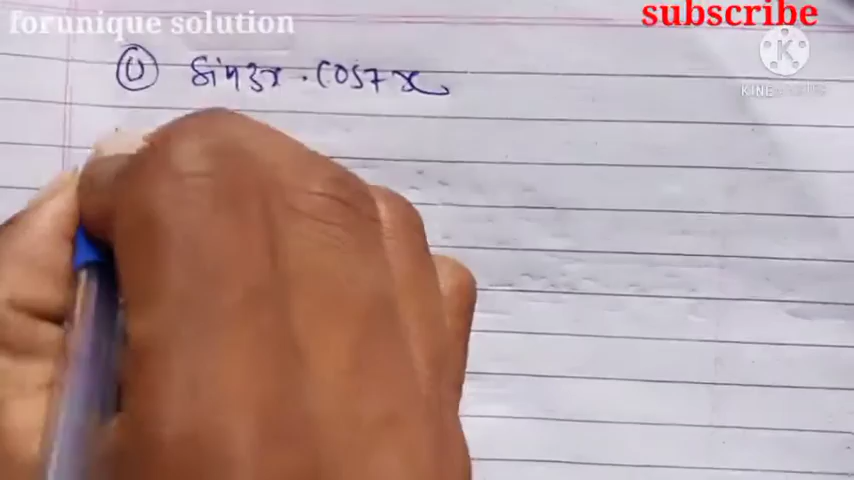 forunique solution
subscribe
K
KINEMASTER
① sin3x . cos7x